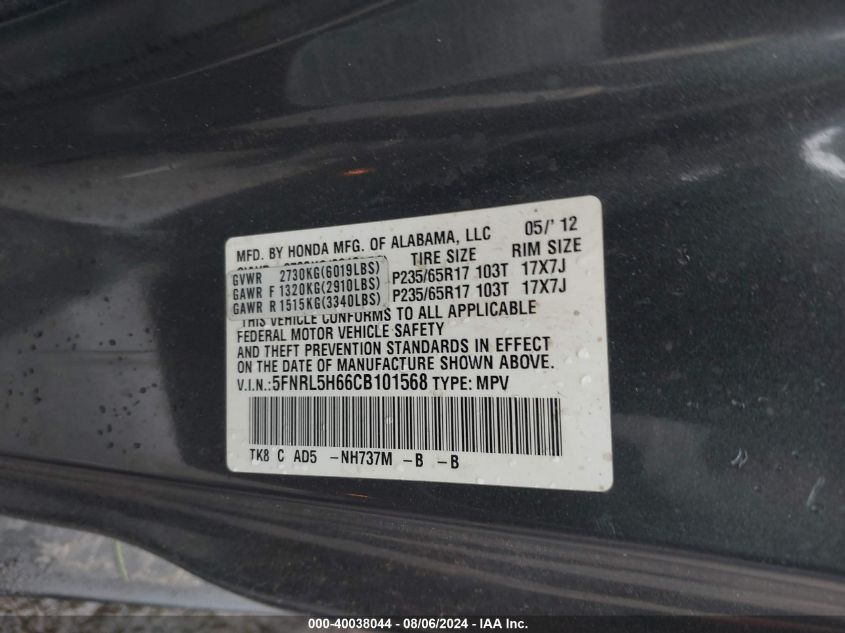 MFD. BY HONDA MFG. OF ALABAMA, LLC 05/' 12
TIRE SIZE RIM SIZE
GVWR 2730KG(6019LBS)
GAWR F 1320KG(2910LBS) P235/65R17 103T 17X7J
GAWR R 1515KG(3340LBS) P235/65R17 103T 17X7J
THIS VEHICLE CONFORMS TO ALL APPLICABLE
FEDERAL MOTOR VEHICLE SAFETY
AND THEFT PREVENTION STANDARDS IN EFFECT
ON THE DATE OF MANUFACTURE SHOWN ABOVE.
V.I.N.:5FNRL5H66CB101568 TYPE: MPV
TK8 C AD5 -NH737M -B -B
000-40038044 / 08/06/2024 - IAA Inc.